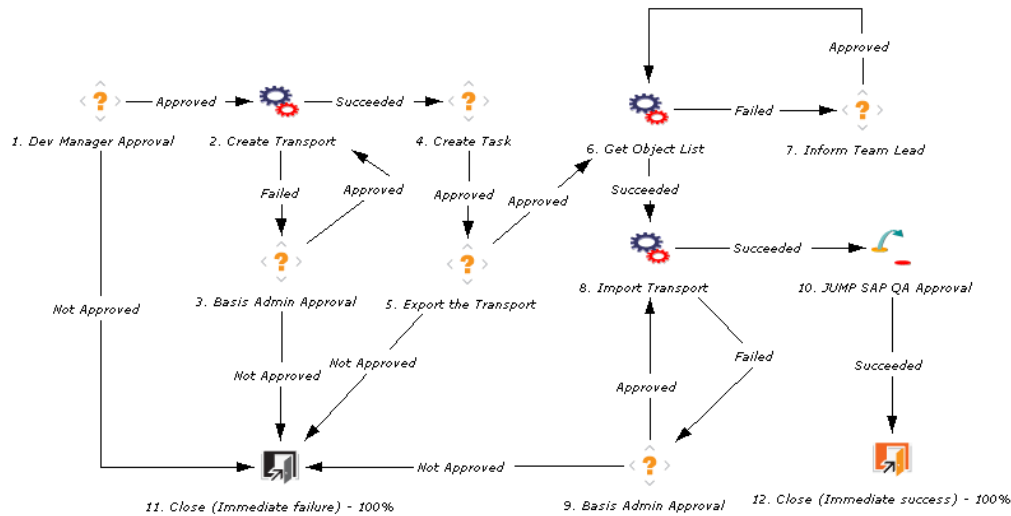 Approved
Approved
Succeeded
Failed
1. Dev Manager Approval
2. Create Transport
4. Create Task
6. Get Object List
7. Inform Team Lead
Failed
Approved
Approved
Approved
Succeeded
Succeeded
3. Basis Admin Approval
5. Export the Transport
8. Import Transport
10. JUMP SAP QA Approval
Not Approved
Not Approved
Failed
Succeeded
Not Approved
Approved
Not Approved
11. Close (Immediate failure) - 100%
9. Basis Admin Approval
12. Close (Immediate success) - 100%